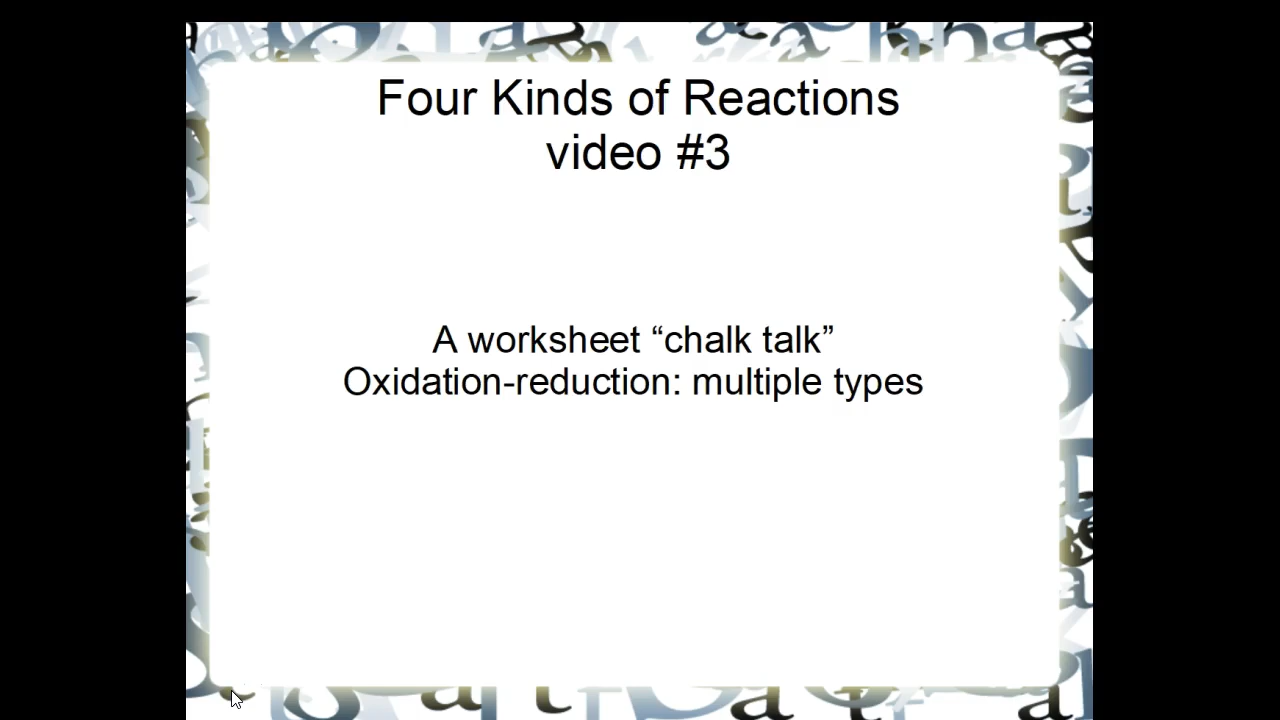 Four Kinds of Reactions
video #3
A worksheet “chalk talk”
Oxidation-reduction: multiple types